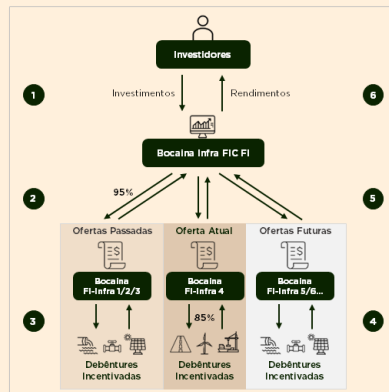 Investidores
1
Investimentos
Rendimentos
6
Bocaina Infra FIC FI
2
95%
5
Ofertas Passadas
Oferta Atual
Ofertas Futuras
Bocaina
FI-Infra 1/2/3
Bocaina
FI-Infra 4
Bocaina
FI-Infra 5/6...
3
85%
4
Debêntures
Incentivadas
Debêntures
Incentivadas
Debêntures
Incentivadas